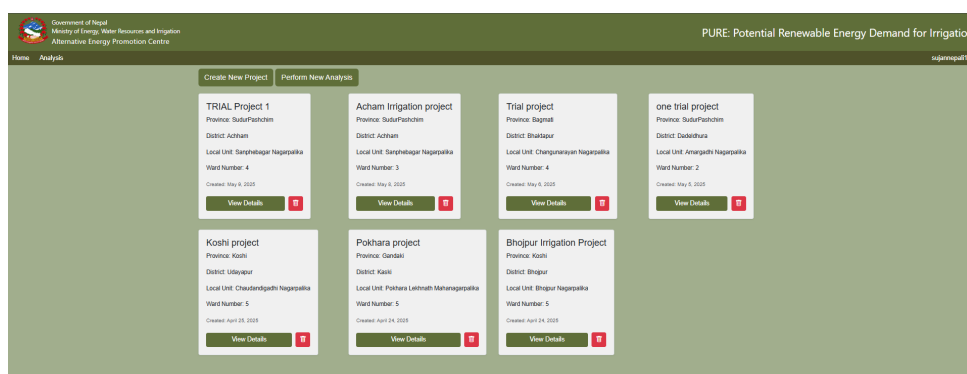 Government of Nepal
Ministry of Energy, Water Resources and Irrigation
Alternative Energy Promotion Centre
PURE: Potential Renewable Energy Demand for Irrigatio
Home Analysis
sujannepali1
Create New Project Perform New Analysis
TRIAL Project 1
Province: SudurPashchim
District: Achham
Local Unit: Sanphebagar Nagarpalika
Ward Number: 4
Created: May 9, 2025
View Details
Acham Irrigation project
Province: SudurPashchim
District: Achham
Local Unit: Sanphebagar Nagarpalika
Ward Number: 3
Created: May 8, 2025
View Details
Trial project
Province: Bagmati
District: Bhaktapur
Local Unit: Changunarayan Nagarpalika
Ward Number: 4
Created: May 6, 2025
View Details
one trial project
Province: SudurPashchim
District: Dadeldhura
Local Unit: Amargadhi Nagarpalika
Ward Number: 2
Created: May 5, 2025
View Details
Koshi project
Province: Koshi
District: Udayapur
Local Unit: Chaudandigadhi Nagarpalika
Ward Number: 5
Created: April 25, 2025
View Details
Pokhara project
Province: Gandaki
District: Kaski
Local Unit: Pokhara Lekhnath Mahanagarpalika
Ward Number: 5
Created: April 24, 2025
View Details
Bhojpur Irrigation Project
Province: Koshi
District: Bhojpur
Local Unit: Bhojpur Nagarpalika
Ward Number: 5
Created: April 24, 2025
View Details